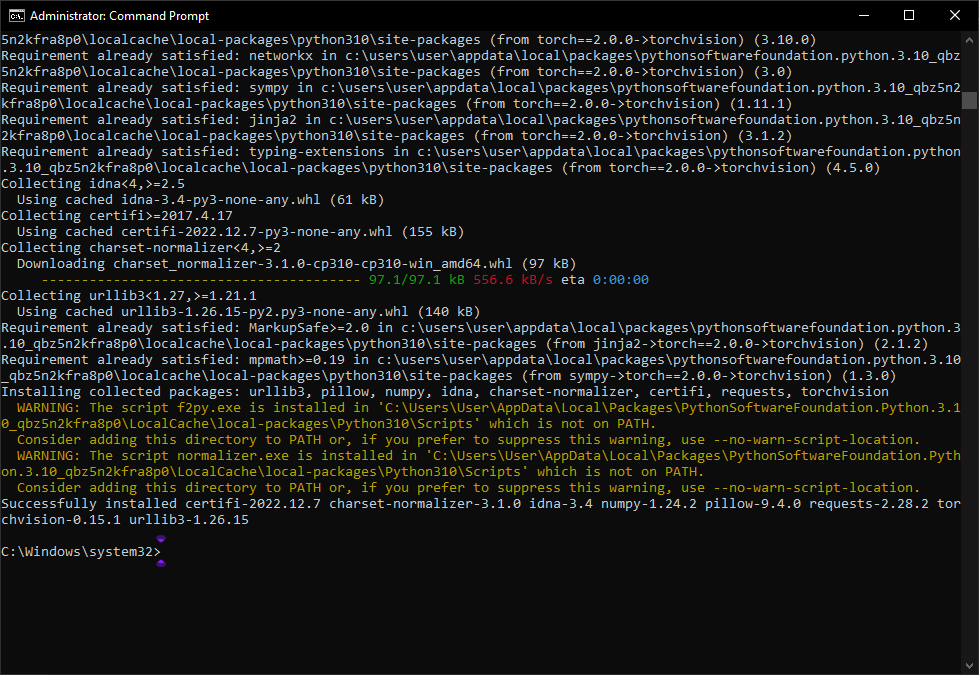 Administrator: Command Prompt
5n2kfra8p0\localcache\local-packages\python310\site-packages (from torch==2.0.0->torchvision) (3.10.0)
Requirement already satisfied: networkx in c:\users\user\appdata\local\packages\pythonsoftwarefoundation.python.3.10_qbz
5n2kfra8p0\localcache\local-packages\python310\site-packages (from torch==2.0.0->torchvision) (3.0)
Requirement already satisfied: sympy in c:\users\user\appdata\local\packages\pythonsoftwarefoundation.python.3.10_qbz5n2
kfra8p0\localcache\local-packages\python310\site-packages (from torch==2.0.0->torchvision) (1.11.1)
Requirement already satisfied: jinja2 in c:\users\user\appdata\local\packages\pythonsoftwarefoundation.python.3.10_qbz5n
2kfra8p0\localcache\local-packages\python310\site-packages (from torch==2.0.0->torchvision) (3.1.2)
Requirement already satisfied: typing-extensions in c:\users\user\appdata\local\packages\pythonsoftwarefoundation.python
.3.10_qbz5n2kfra8p0\localcache\local-packages\python310\site-packages (from torch==2.0.0->torchvision) (4.5.0)
Collecting idna<4,>=2.5
  Using cached idna-3.4-py3-none-any.whl (61 kB)
Collecting certifi>=2017.4.17
  Using cached certifi-2022.12.7-py3-none-any.whl (155 kB)
Collecting charset-normalizer<4,>=2
  Downloading charset_normalizer-3.1.0-cp310-cp310-win_amd64.whl (97 kB)
     ---------------------------------------- 97.1/97.1 kB 556.6 kB/s eta 0:00:00
Collecting urllib3<1.27,>=1.21.1
  Using cached urllib3-1.26.15-py2.py3-none-any.whl (140 kB)
Requirement already satisfied: MarkupSafe>=2.0 in c:\users\user\appdata\local\packages\pythonsoftwarefoundation.python.3
.10_qbz5n2kfra8p0\localcache\local-packages\python310\site-packages (from jinja2->torch==2.0.0->torchvision) (2.1.2)
Requirement already satisfied: mpmath>=0.19 in c:\users\user\appdata\local\packages\pythonsoftwarefoundation.python.3.10
_qbz5n2kfra8p0\localcache\local-packages\python310\site-packages (from sympy->torch==2.0.0->torchvision) (1.3.0)
Installing collected packages: urllib3, pillow, numpy, idna, charset-normalizer, certifi, requests, torchvision
  WARNING: The script f2py.exe is installed in 'C:\Users\User\AppData\Local\Packages\PythonSoftwareFoundation.Python.3.1
0_qbz5n2kfra8p0\LocalCache\local-packages\Python310\Scripts' which is not on PATH.
  Consider adding this directory to PATH or, if you prefer to suppress this warning, use --no-warn-script-location.
  WARNING: The script normalizer.exe is installed in 'C:\Users\User\AppData\Local\Packages\PythonSoftwareFoundation.Pyth
on.3.10_qbz5n2kfra8p0\LocalCache\local-packages\Python310\Scripts' which is not on PATH.
  Consider adding this directory to PATH or, if you prefer to suppress this warning, use --no-warn-script-location.
Successfully installed certifi-2022.12.7 charset-normalizer-3.1.0 idna-3.4 numpy-1.24.2 pillow-9.4.0 requests-2.28.2 tor
chvision-0.15.1 urllib3-1.26.15
C:\Windows\system32>